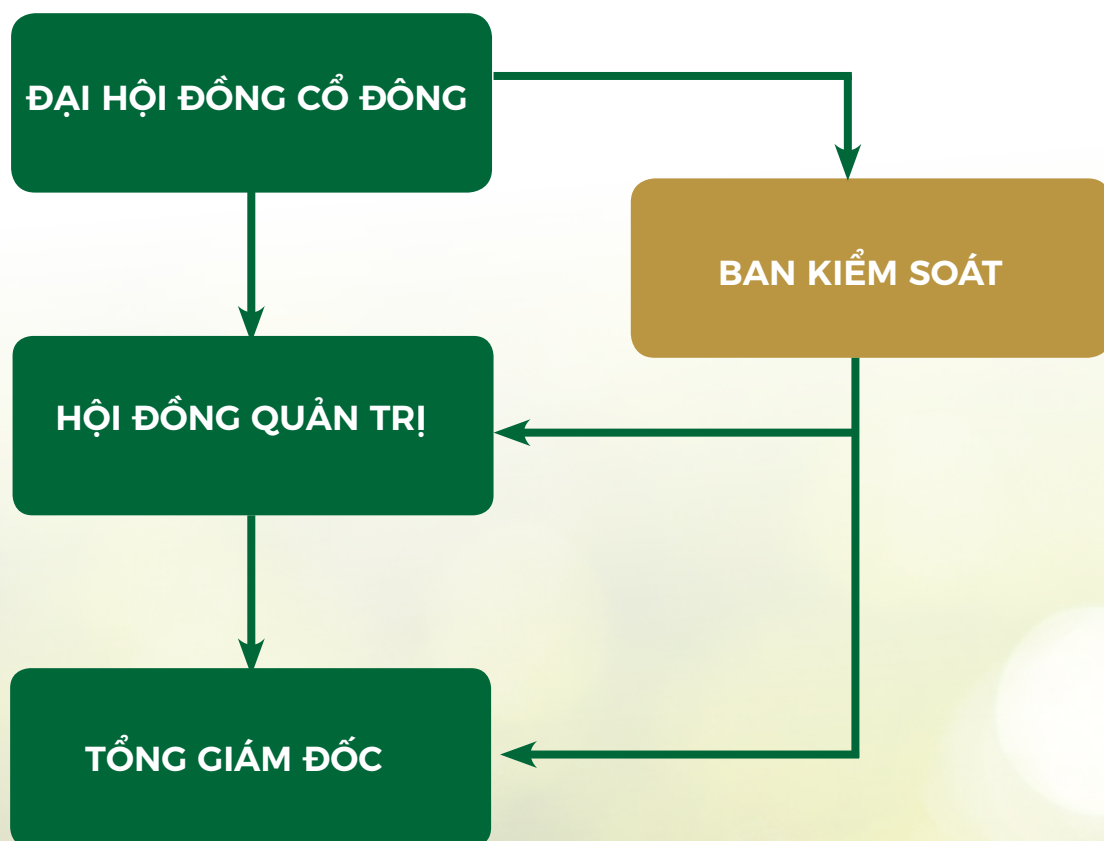 ĐẠI HỘI ĐỒNG CỔ ĐÔNG
BAN KIỂM SOÁT
HỘI ĐỒNG QUẢN TRỊ
TỔNG GIÁM ĐỐC